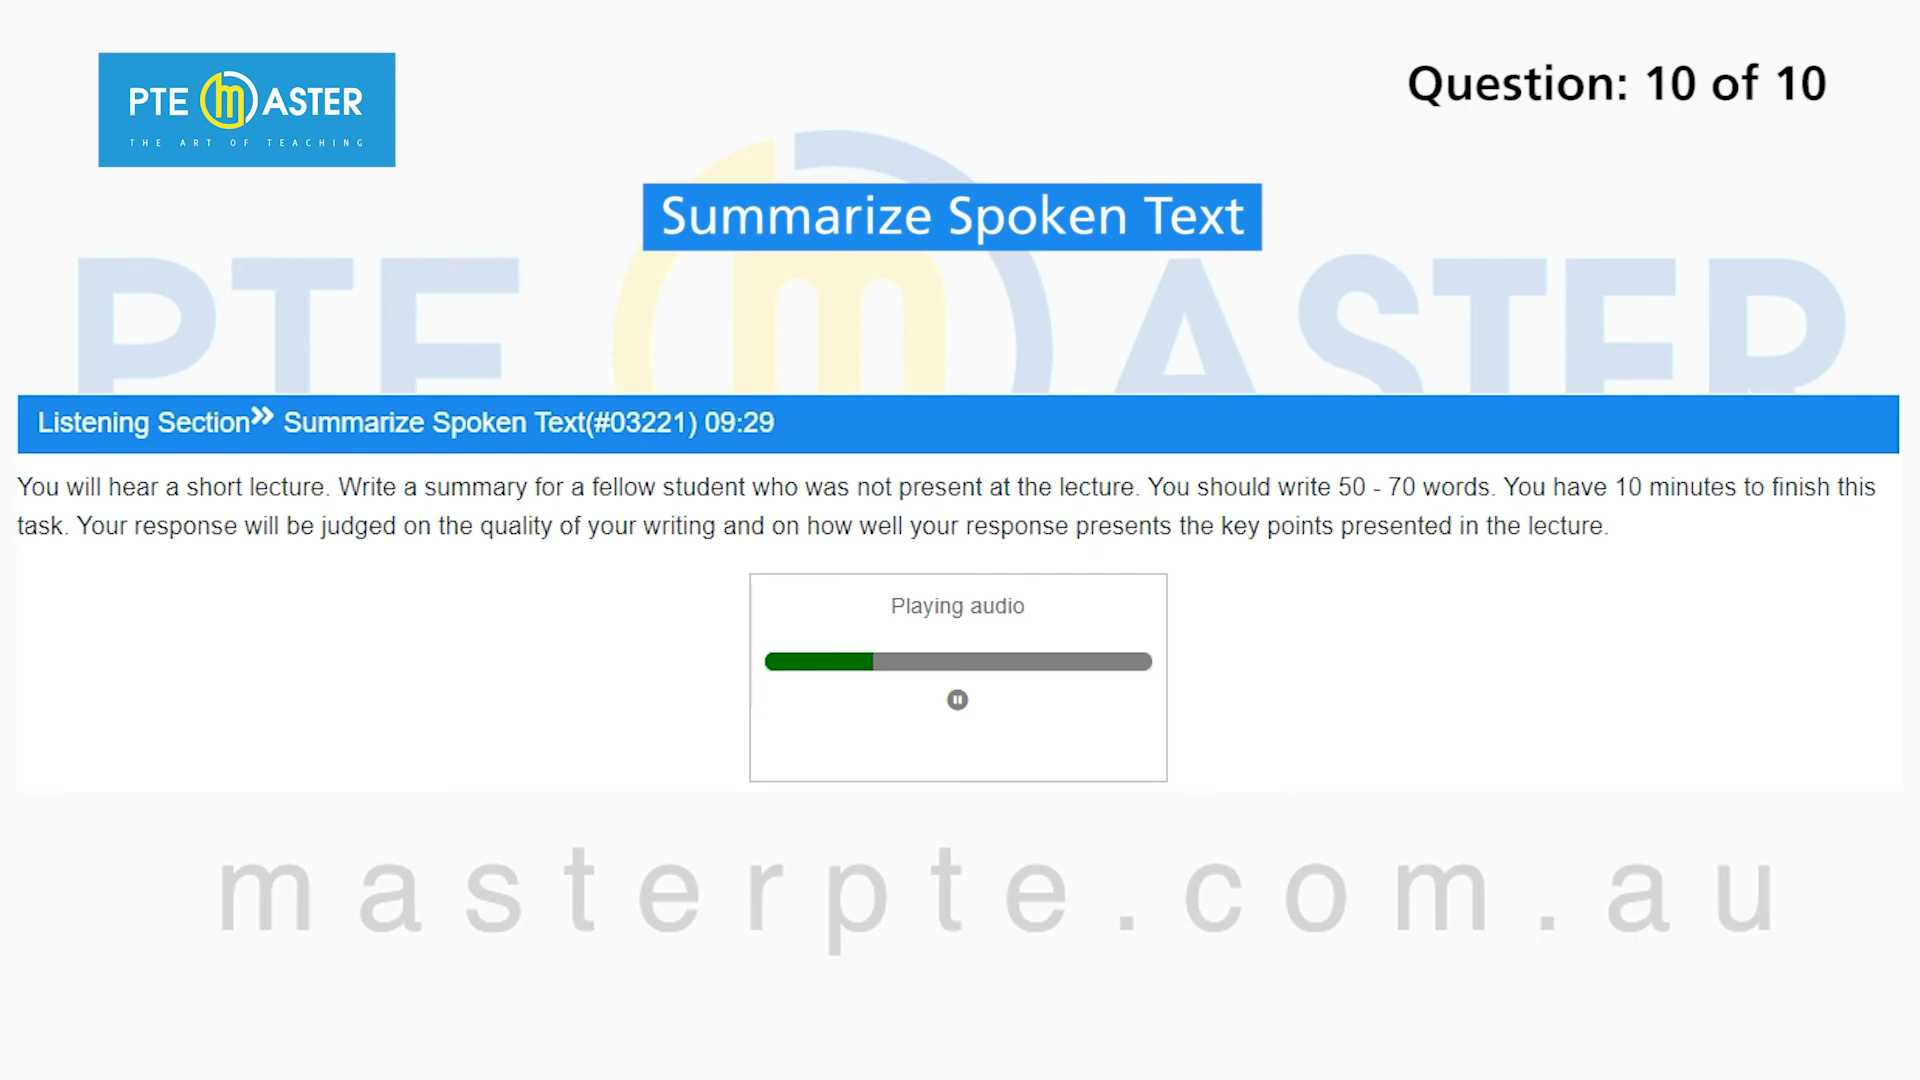 PTE MASTER
THE ART OF TEACHING
Question: 10 of 10
Summarize Spoken Text
PTE MASTER
Listening Section» Summarize Spoken Text(#03221) 09:29
You will hear a short lecture. Write a summary for a fellow student who was not present at the lecture. You should write 50 - 70 words. You have 10 minutes to finish this
task. Your response will be judged on the quality of your writing and on how well your response presents the key points presented in the lecture.
Playing audio
masterpte.com.au